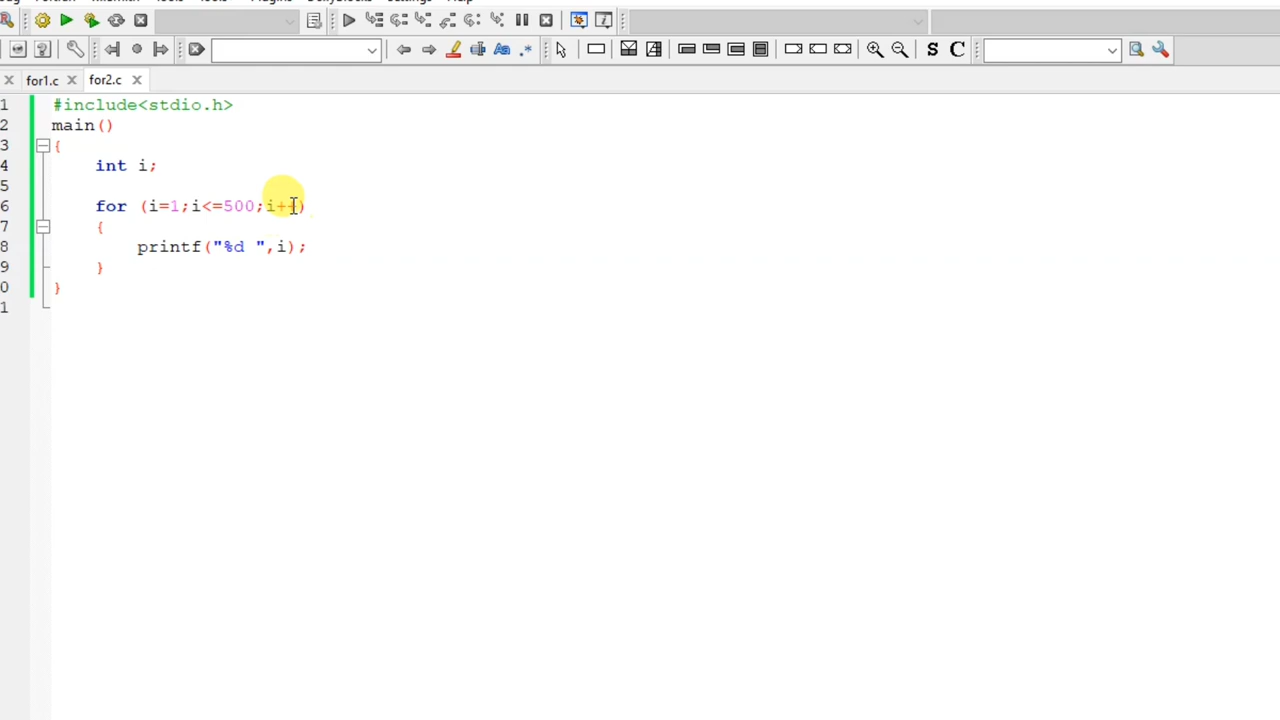 for1.c for2.c
1 #include<stdio.h>
2 main()
3 {
4 int i;
5
6 for (i=1;i<=500;i++)
7 {
8 printf("%d ",i);
9 }
0 }
1